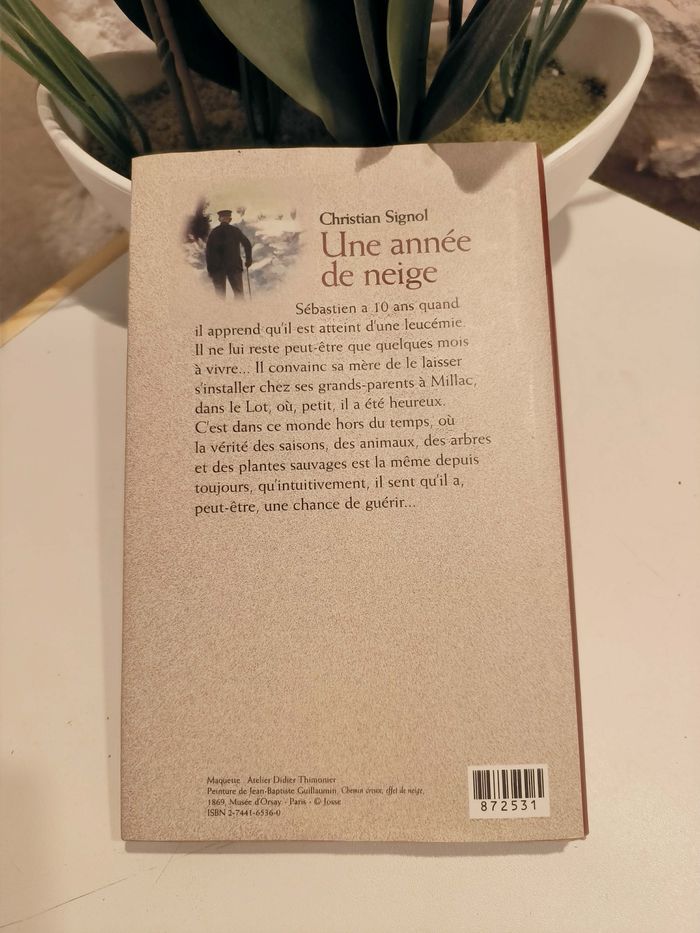 Christian Signol
Une année
de neige
Sébastien a 10 ans quand
il apprend qu'il est atteint d'une leucémie.
Il ne lui reste peut-être que quelques mois
à vivre... Il convainc sa mère de le laisser
s'installer chez ses grands-parents à Millac,
dans le Lot, où, petit, il a été heureux.
C'est dans ce monde hors du temps, où
la vérité des saisons, des animaux, des arbres
et des plantes sauvages est la même depuis
toujours, qu'intuitivement, il sent qu'il a,
peut-être, une chance de guérir...
Maquette : Atelier Didier Thimonier
Peinture de Jean-Baptiste Guillaumin, Chemin creux, effet de neige,
1869, Musée d'Orsay - Paris - © Josse
ISBN 2-7441-6536-0
872531